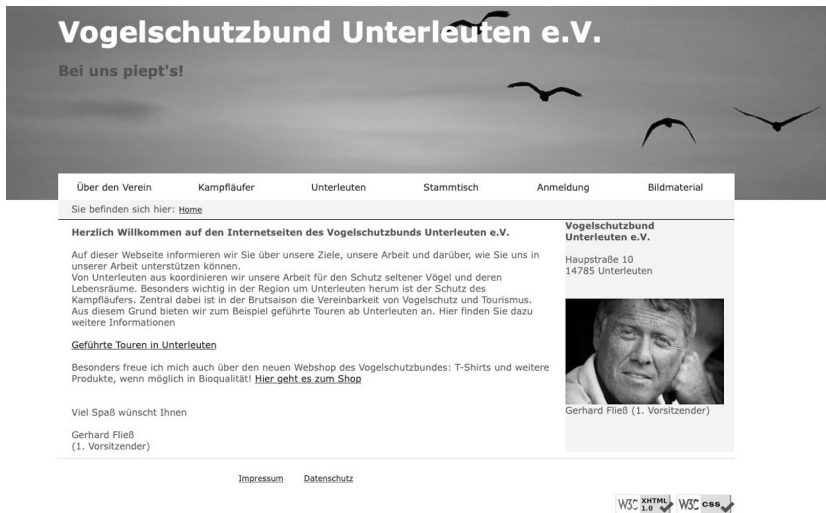 Vogelschutzbund Unterleuten e.V.
Bei uns piept's!
Über den Verein Kampfläufer Unterleuten Stammtisch Anmeldung Bildmaterial
Sie befinden sich hier: Home
Herzlich Willkommen auf den Internetseiten des Vogelschutzbunds Unterleuten e.V.
Auf dieser Webseite informieren wir Sie über unsere Ziele, unsere Arbeit und darüber, wie Sie uns in
unserer Arbeit unterstützen können.
Von Unterleuten aus koordinieren wir unsere Arbeit für den Schutz seltener Vögel und deren
Lebensräume. Besonders wichtig in der Region um Unterleuten herum ist der Schutz des
Kampfläufers. Zentral dabei ist in der Brutsaison die Vereinbarkeit von Vogelschutz und Tourismus.
Aus diesem Grund bieten wir zum Beispiel geführte Touren ab Unterleuten an. Hier finden Sie dazu
weitere Informationen
Geführte Touren in Unterleuten
Besonders freue ich mich auch über den neuen Webshop des Vogelschutzbundes: T-Shirts und weitere
Produkte, wenn möglich in Bioqualität! Hier geht es zum Shop
Viel Spaß wünscht Ihnen
Gerhard Fließ
(1. Vorsitzender)
Vogelschutzbund
Unterleuten e.V.
Haupstraße 10
14785 Unterleuten
Gerhard Fließ (1. Vorsitzender)
Impressum Datenschutz
W3C XHTML 1.0 W3C css